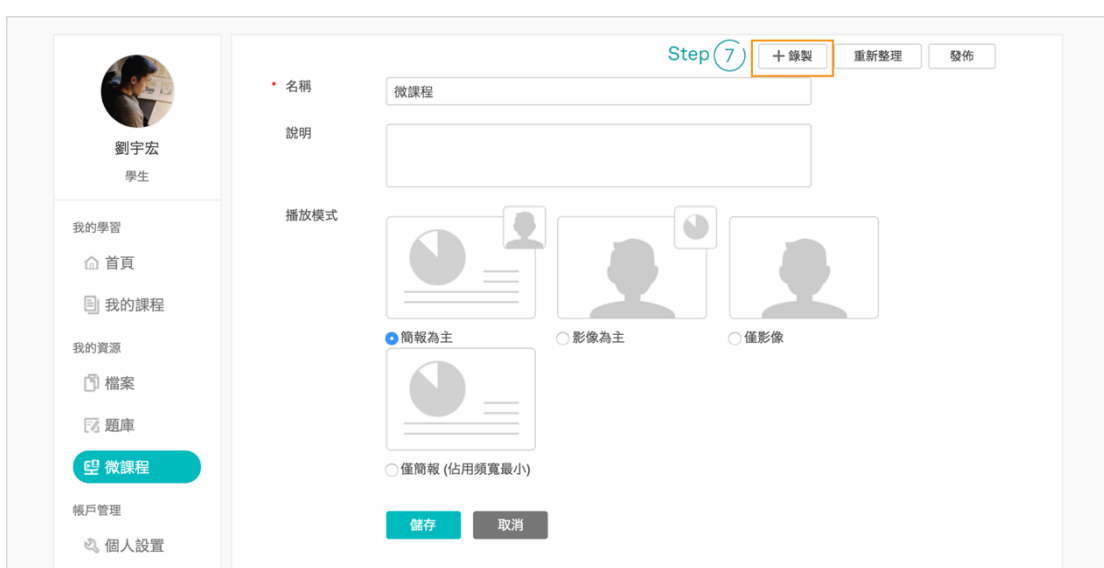 Step 7 + 錄製 重新整理 發佈
劉宇宏
學生
我的學習
首頁
我的課程
我的資源
檔案
題庫
微課程
帳戶管理
個人設置
* 名稱 微課程
說明
播放模式
簡報為主 影像為主 僅影像
僅簡報 (佔用頻寬最小)
儲存 取消